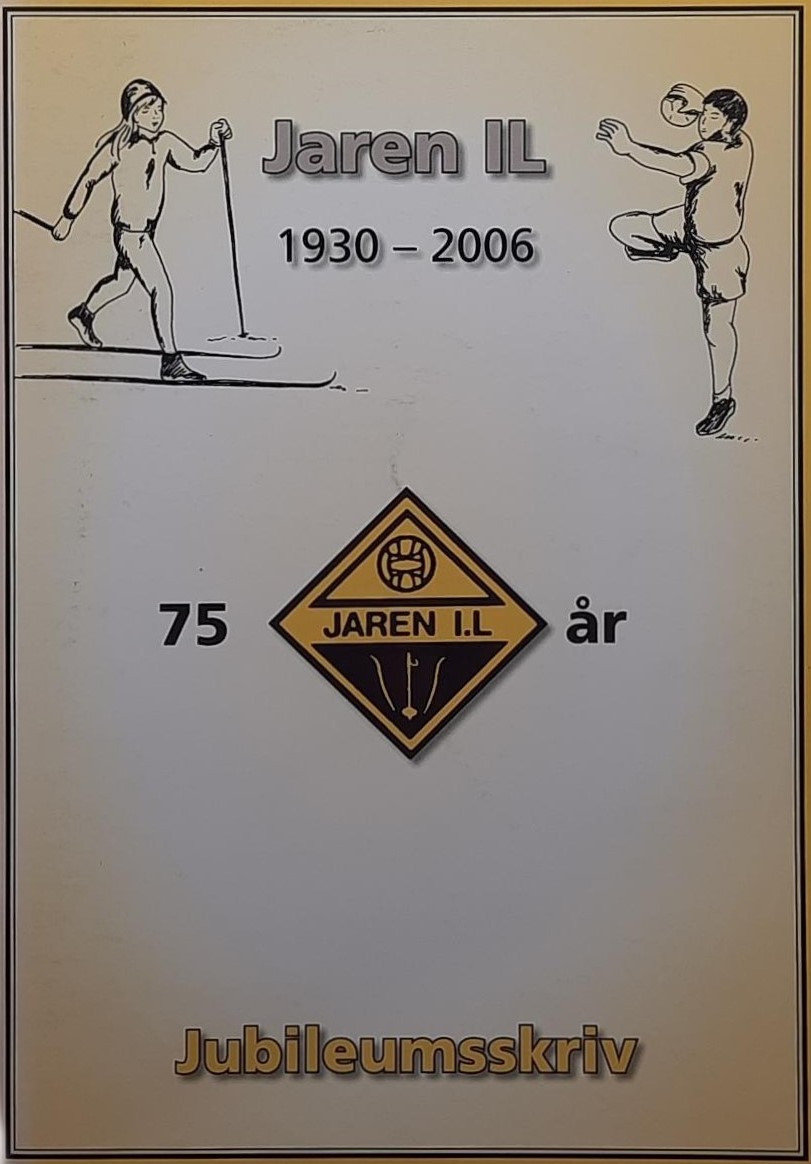 Jaren IL
1930 – 2006
75
JAREN I.L
år
Jubileumsskriv